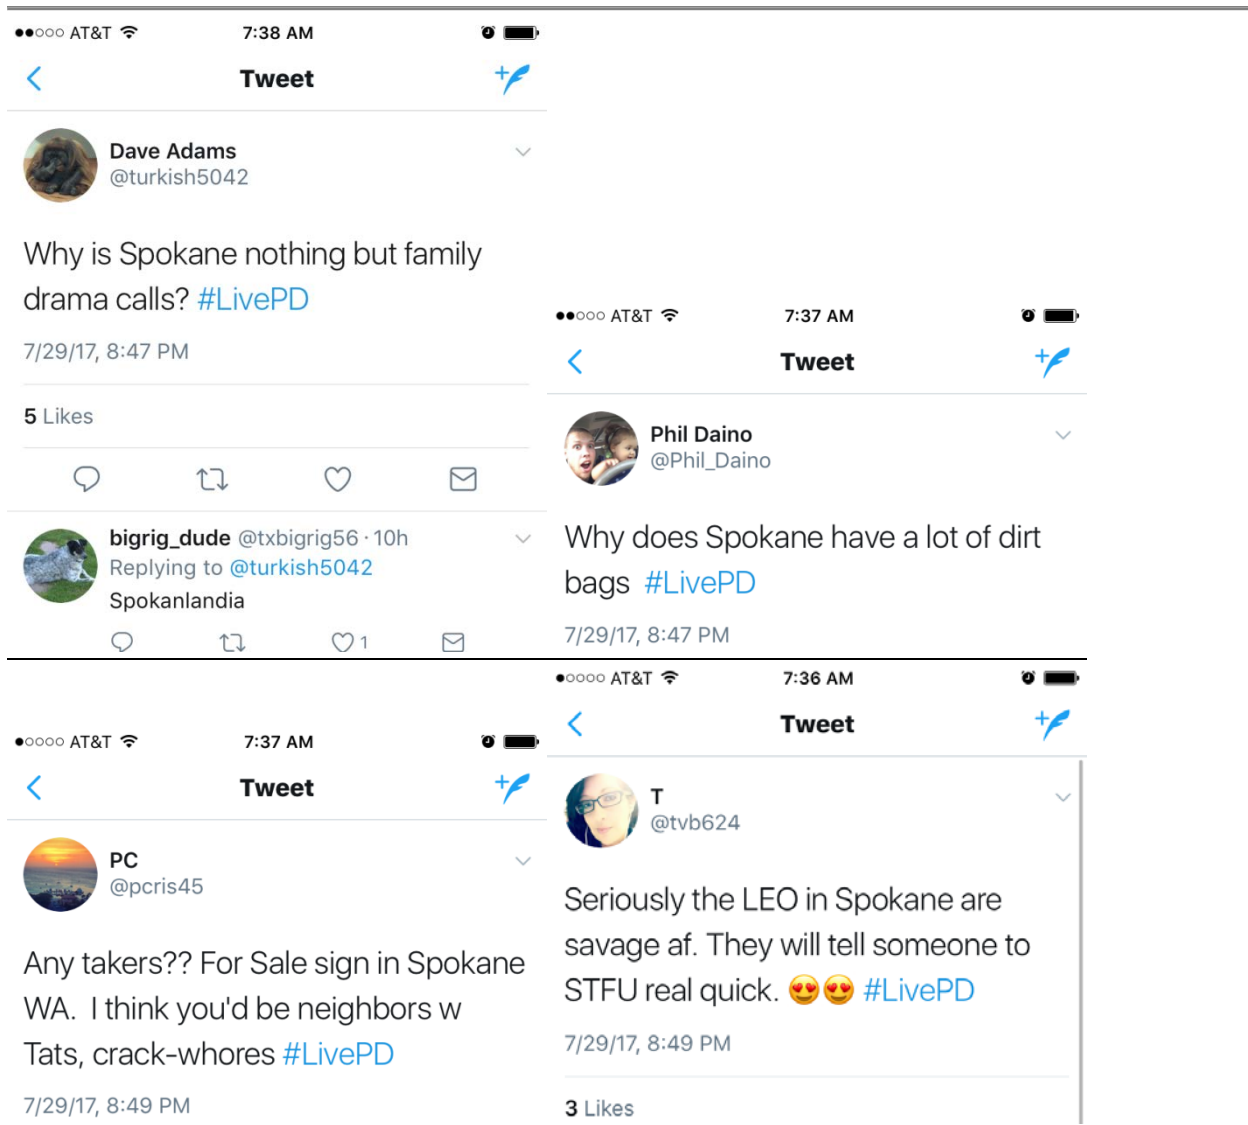 AT&T 7:38 AM
Tweet
Dave Adams
@turkish5042
Why is Spokane nothing but family
drama calls? #LivePD
7/29/17, 8:47 PM
5 Likes
bigrig_dude @txbigrig56 · 10h
Replying to @turkish5042
Spokanlandia
1
AT&T 7:37 AM
Tweet
Phil Daino
@Phil_Daino
Why does Spokane have a lot of dirt
bags #LivePD
7/29/17, 8:47 PM
AT&T 7:37 AM
Tweet
PC
@pcris45
Any takers?? For Sale sign in Spokane
WA. I think you'd be neighbors w
Tats, crack-whores #LivePD
7/29/17, 8:49 PM
AT&T 7:36 AM
Tweet
T
@tvb624
Seriously the LEO in Spokane are
savage af. They will tell someone to
STFU real quick. 😍😍 #LivePD
7/29/17, 8:49 PM
3 Likes